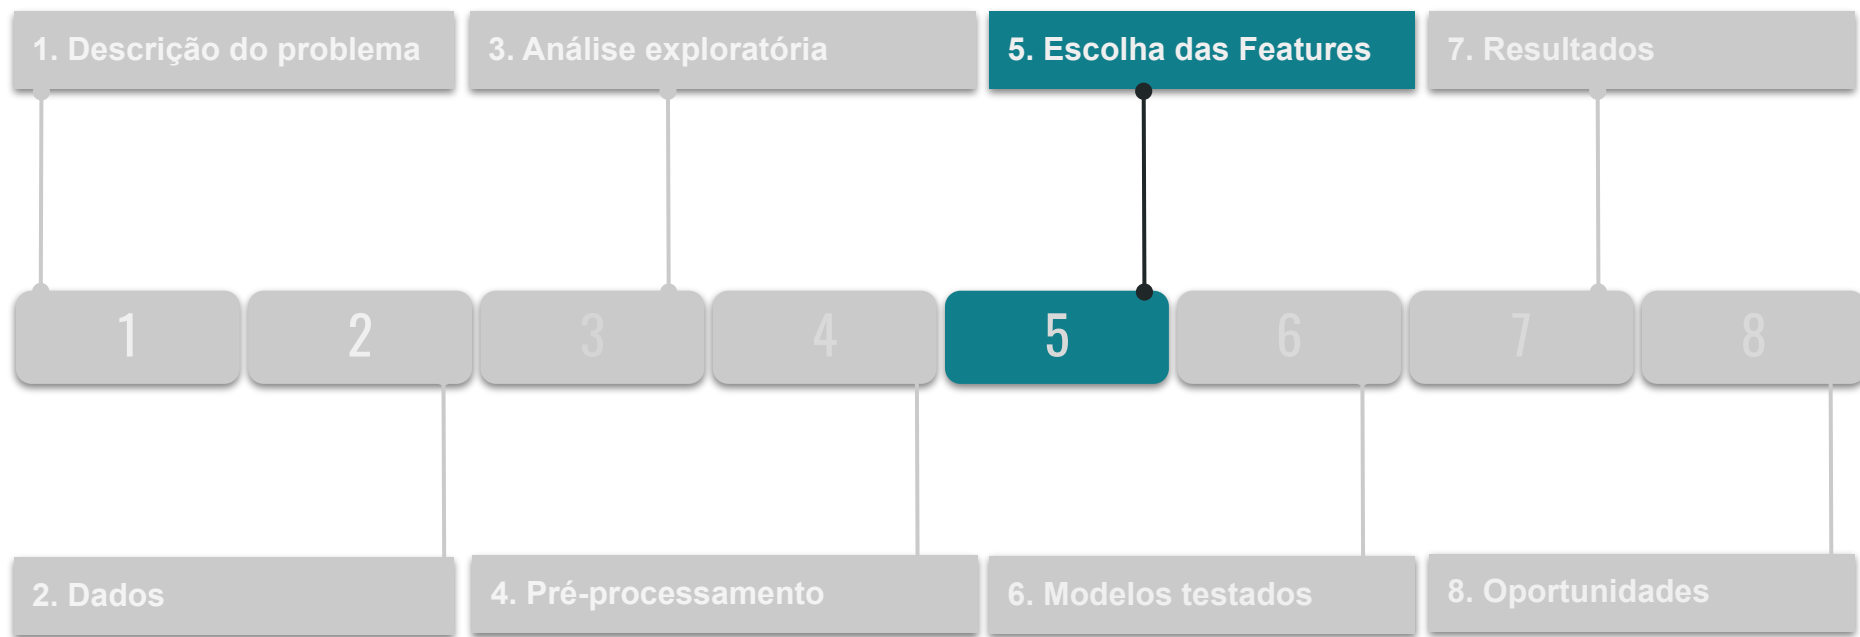 1. Descrição do problema
3. Análise exploratória
5. Escolha das Features
7. Resultados
1
2
3
4
5
6
7
8
2. Dados
4. Pré-processamento
6. Modelos testados
8. Oportunidades